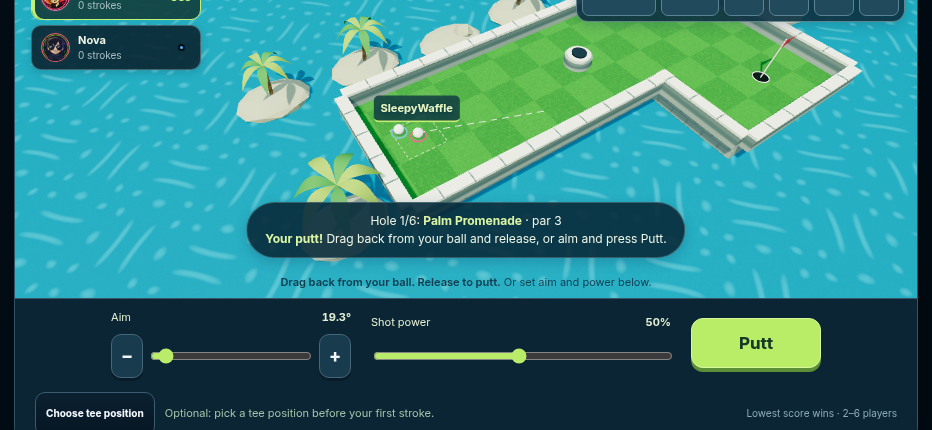 0 strokes
Nova
0 strokes
SleepyWaffle
Hole 1/6: Palm Promenade · par 3
Your putt! Drag back from your ball and release, or aim and press Putt.
Drag back from your ball. Release to putt. Or set aim and power below.
Aim
19.3°
Shot power
50%
−
+
Putt
Choose tee position
Optional: pick a tee position before your first stroke.
Lowest score wins · 2–6 players